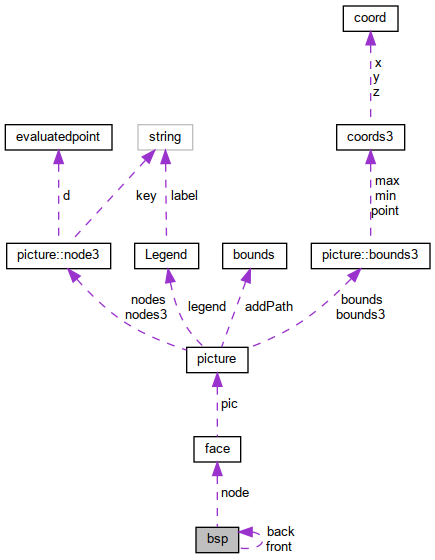 coord
x
y
z
evaluatedpoint
string
coords3
d
key
label
max
min
point
picture::node3
Legend
bounds
picture::bounds3
nodes
nodes3
legend
addPath
bounds
bounds3
picture
pic
face
node
bsp
back
front